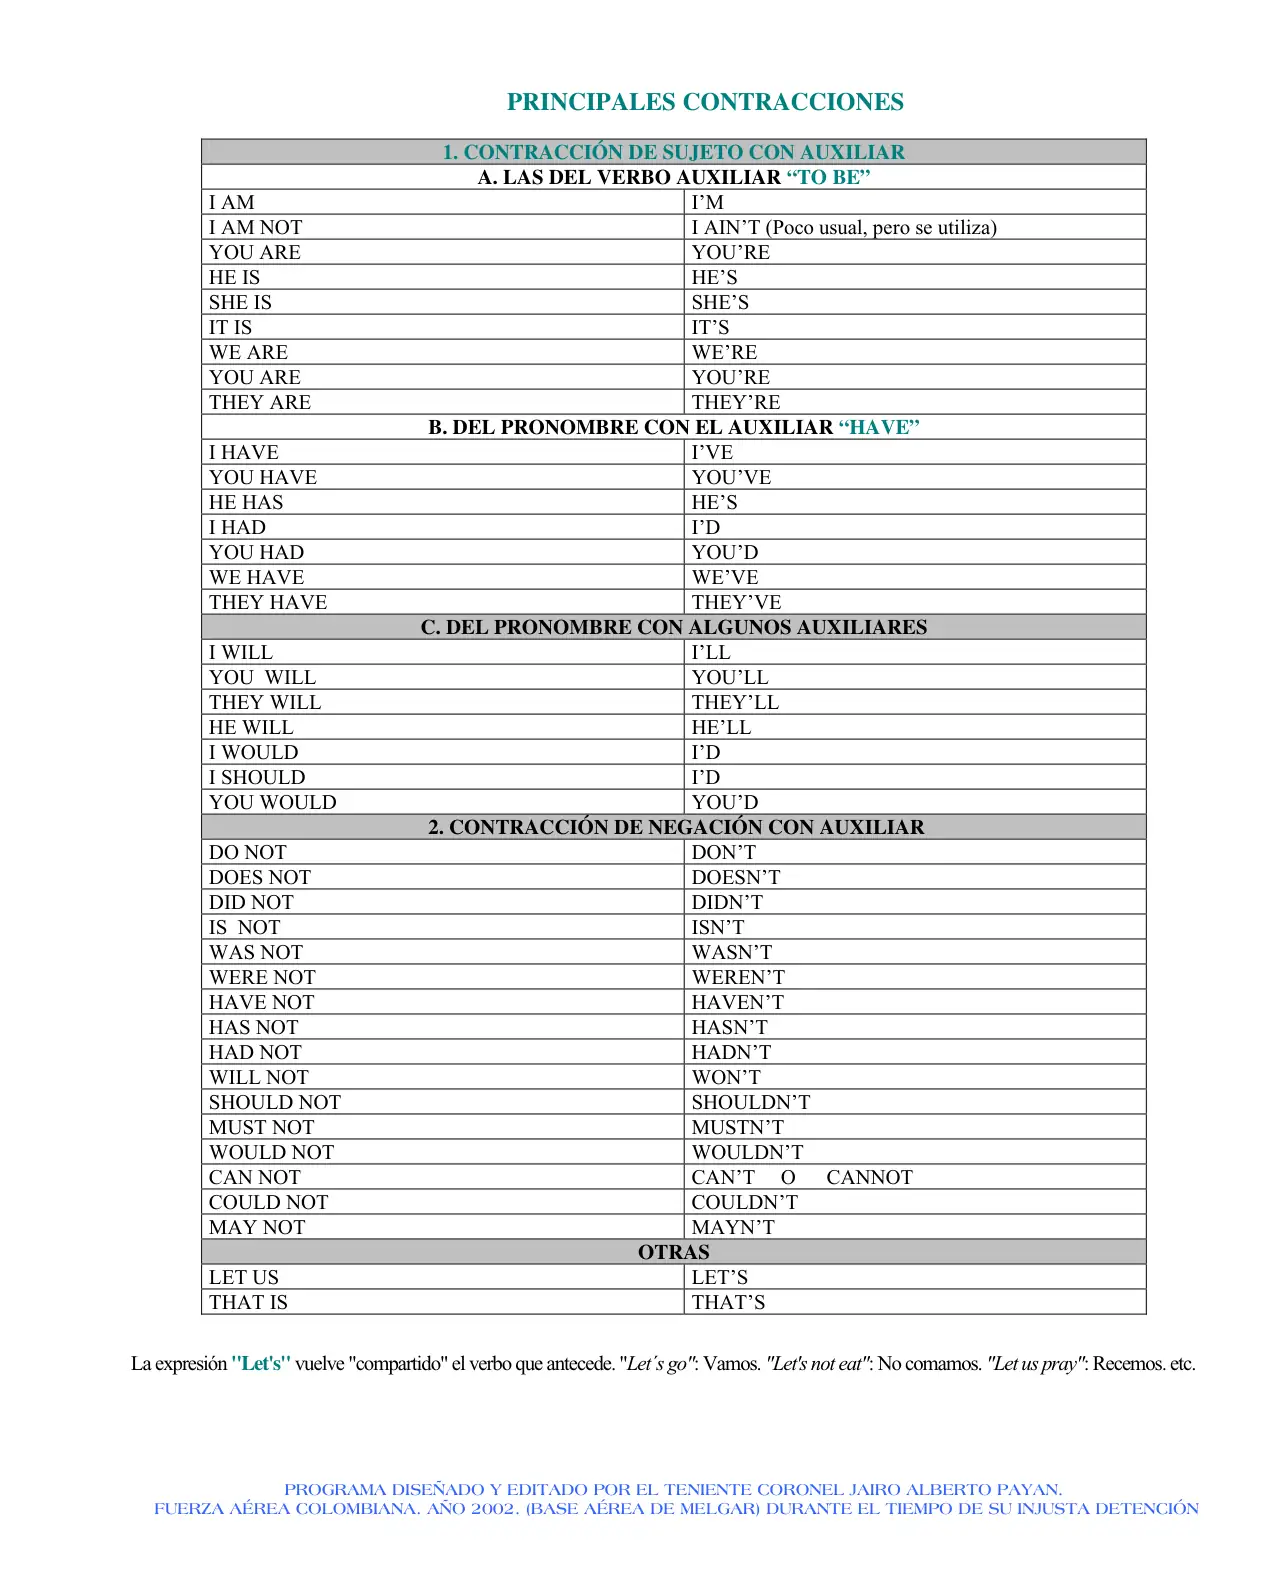 PRINCIPALES CONTRACCIONES
1. CONTRACCIÓN DE SUJETO CON AUXILIAR
A. LAS DEL VERBO AUXILIAR “TO BE”
I AM I’M
I AM NOT I AIN’T (Poco usual, pero se utiliza)
YOU ARE YOU’RE
HE IS HE’S
SHE IS SHE’S
IT IS IT’S
WE ARE WE’RE
YOU ARE YOU’RE
THEY ARE THEY’RE
B. DEL PRONOMBRE CON EL AUXILIAR “HAVE”
I HAVE I’VE
YOU HAVE YOU’VE
HE HAS HE’S
I HAD I’D
YOU HAD YOU’D
WE HAVE WE’VE
THEY HAVE THEY’VE
C. DEL PRONOMBRE CON ALGUNOS AUXILIARES
I WILL I’LL
YOU WILL YOU’LL
THEY WILL THEY’LL
HE WILL HE’LL
I WOULD I’D
I SHOULD I’D
YOU WOULD YOU’D
2. CONTRACCIÓN DE NEGACIÓN CON AUXILIAR
DO NOT DON’T
DOES NOT DOESN’T
DID NOT DIDN’T
IS NOT ISN’T
WAS NOT WASN’T
WERE NOT WEREN’T
HAVE NOT HAVEN’T
HAS NOT HASN’T
HAD NOT HADN’T
WILL NOT WON’T
SHOULD NOT SHOULDN’T
MUST NOT MUSTN’T
WOULD NOT WOULDN’T
CAN NOT CAN’T O CANNOT
COULD NOT COULDN’T
MAY NOT MAYN’T
OTRAS
LET US LET’S
THAT IS THAT’S
La expresión "Let's" vuelve "compartido" el verbo que antecede. "Let´s go": Vamos. "Let's not eat": No comamos. "Let us pray": Recemos. etc.
PROGRAMA DISEÑADO Y EDITADO POR EL TENIENTE CORONEL JAIRO ALBERTO PAYAN.
FUERZA AÉREA COLOMBIANA. AÑO 2002. (BASE AÉREA DE MELGAR) DURANTE EL TIEMPO DE SU INJUSTA DETENCIÓN